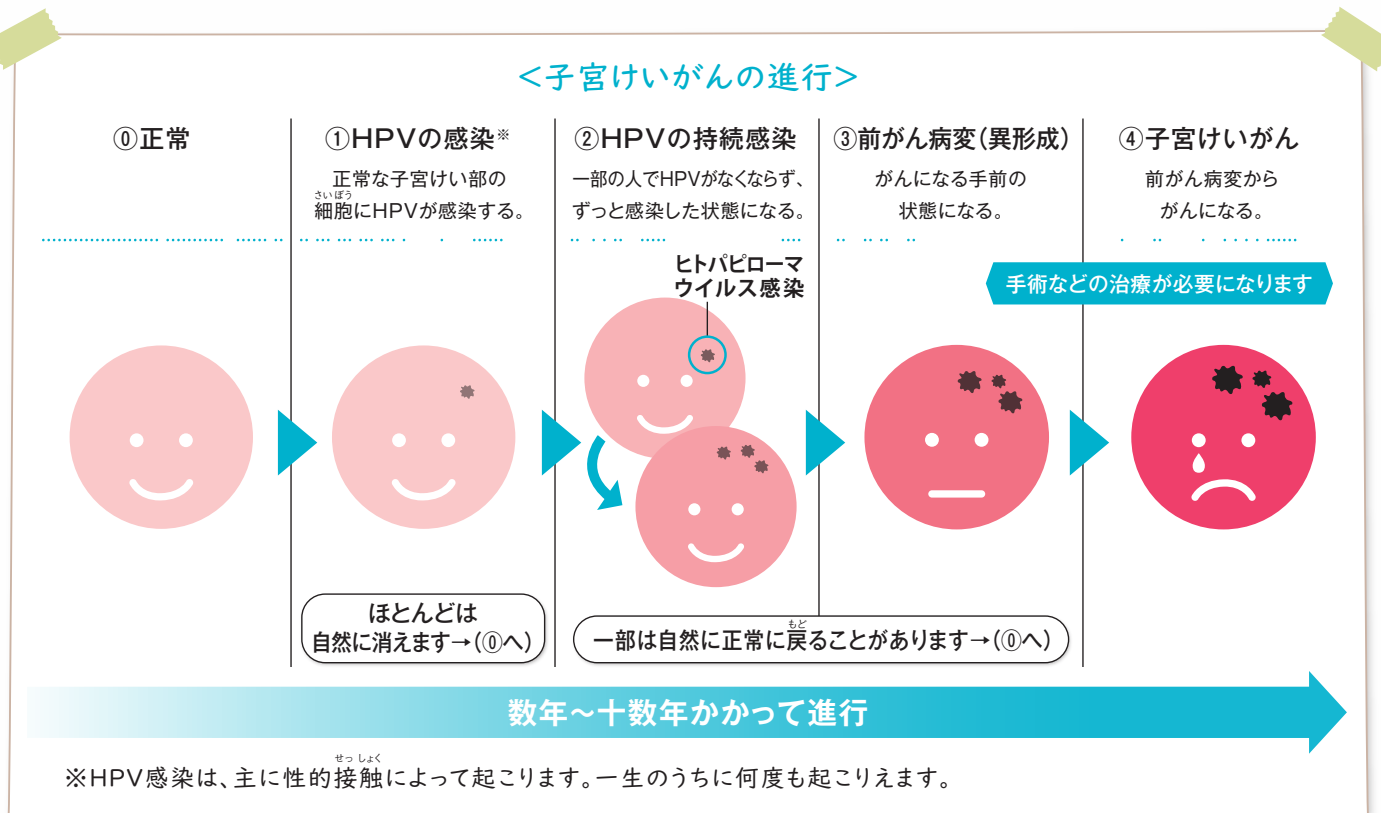 ＜子宮けいがんの進行＞
⓪正常
①HPVの感染※
正常な子宮けい部の
さいぼう
細胞にHPVが感染する。
②HPVの持続感染
一部の人でHPVがなくならず、
ずっと感染した状態になる。
③前がん病変（異形成）
がんになる手前の
状態になる。
④子宮けいがん
前がん病変から
がんになる。
ヒトパピローマ
ウイルス感染
手術などの治療が必要になります
ほとんどは
自然に消えます→（⓪へ）
もど
一部は自然に正常に戻ることがあります→（⓪へ）
数年～十数年かかって進行
せっしょく
※HPV感染は、主に性的接触によって起こります。一生のうちに何度も起こりえます。